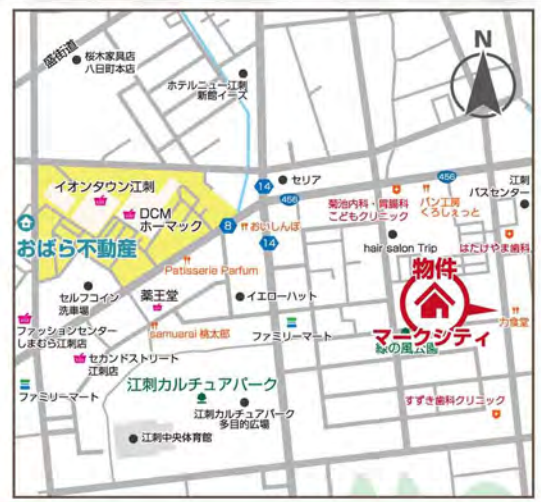 盛街道
桜木家具店
八日町本店
ホテルニュー江刺
新館イーズ
N
14
セリア
456
456
江刺
バスセンター
イオンタウン江刺
DCM
ホーマック
菊池内科・胃腸科
こどもクリニック
パン工房
くろしぇっと
8
おいしんぼ
14
hair salon Trip
はたけやま歯科
おばら不動産
Patisserie Parfum
物件
マークシティ
セルフコイン
洗車場
薬王堂
イエローハット
ファッションセンター
しまむら江刺店
samuarai 桃太郎
ファミリーマート
力食堂
緑の風公園
セカンドストリート
江刺店
ファミリーマート
江刺カルチュアパーク
江刺カルチュアパーク
多目的広場
すずき歯科クリニック
江刺中央体育館